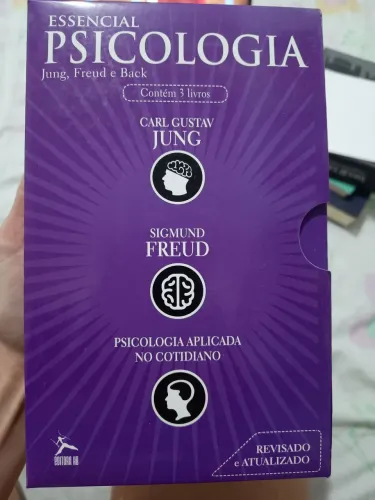 ESSENCIAL
PSICOLOGIA
Jung, Freud e Back
Contém 3 livros
CARL GUSTAV
JUNG
SIGMUND
FREUD
PSICOLOGIA APLICADA
NO COTIDIANO
REVISADO
e ATUALIZADO